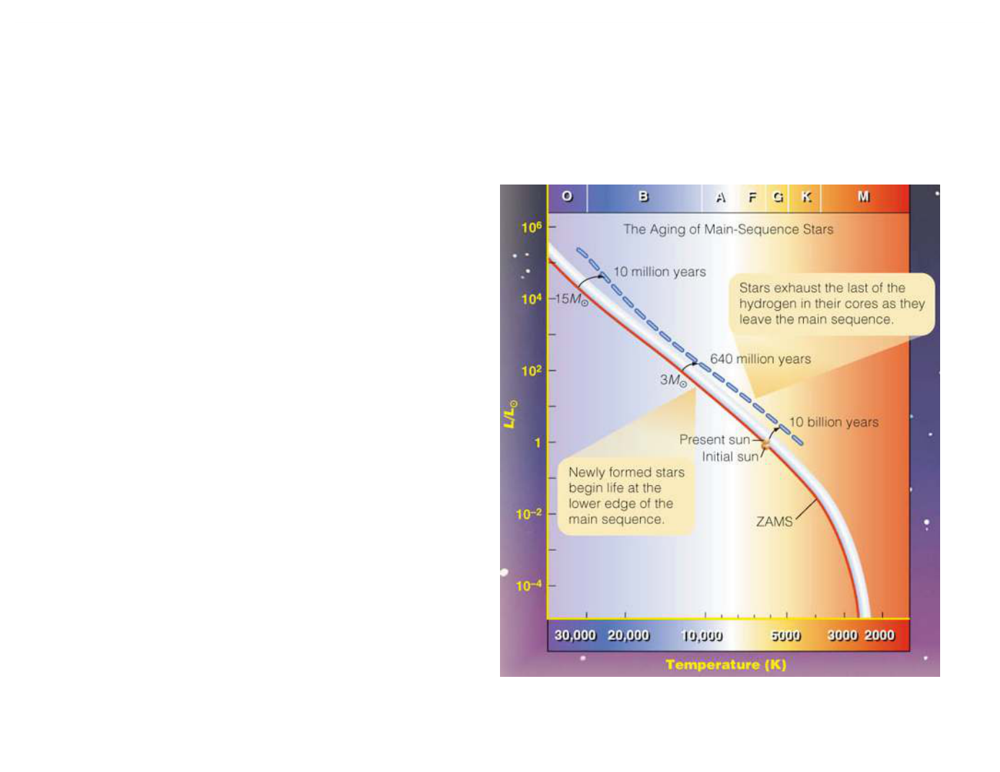 O B A F G K M
The Aging of Main-Sequence Stars
10⁶
10 million years
Stars exhaust the last of the
hydrogen in their cores as they
leave the main sequence.
10⁴
15M⊙
640 million years
10²
3M⊙
L/L⊙
10 billion years
1
Present sun
Initial sun
Newly formed stars
begin life at the
lower edge of the
main sequence.
10⁻²
ZAMS
10⁻⁴
30,000 20,000 10,000 5000 3000 2000
Temperature (K)